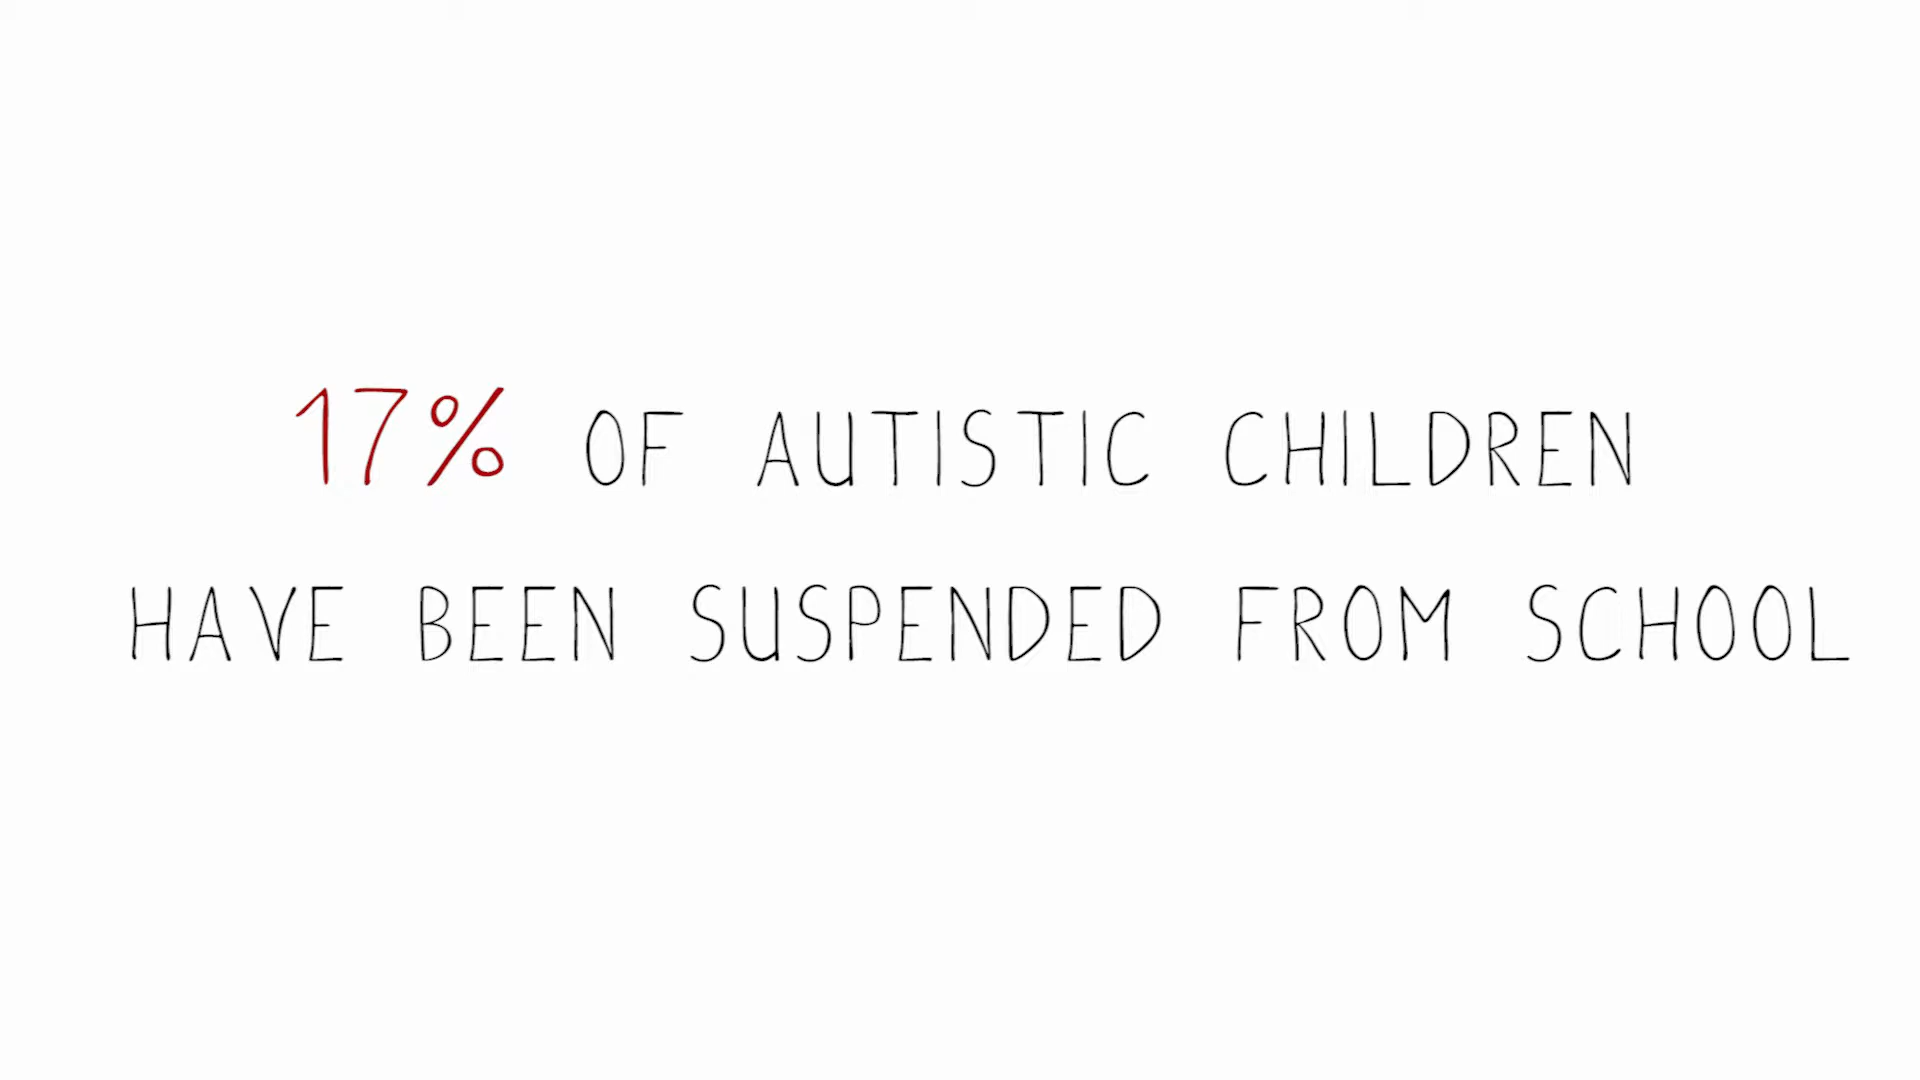 17% OF AUTISTIC CHILDREN
HAVE BEEN SUSPENDED FROM SCHOOL